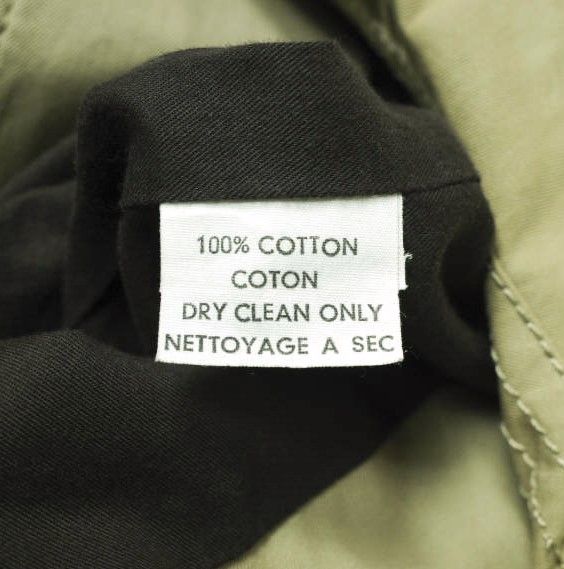 100% COTTON
COTON
DRY CLEAN ONLY
NETTOYAGE A SEC